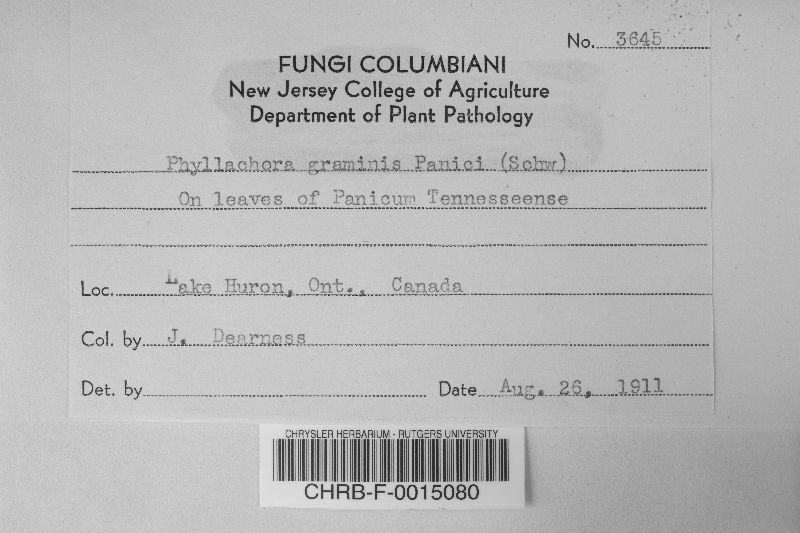 No. 3645
FUNGI COLUMBIANI
New Jersey College of Agriculture
Department of Plant Pathology
Phyllachora graminis Panici (Schw)
On leaves of Panicum Tennesseense
Loc. Lake Huron, Ont., Canada
Col. by J. Dearness
Det. by Date Aug. 26, 1911
CHRYSLER HERBARIUM - RUTGERS UNIVERSITY
CHRB-F-0015080